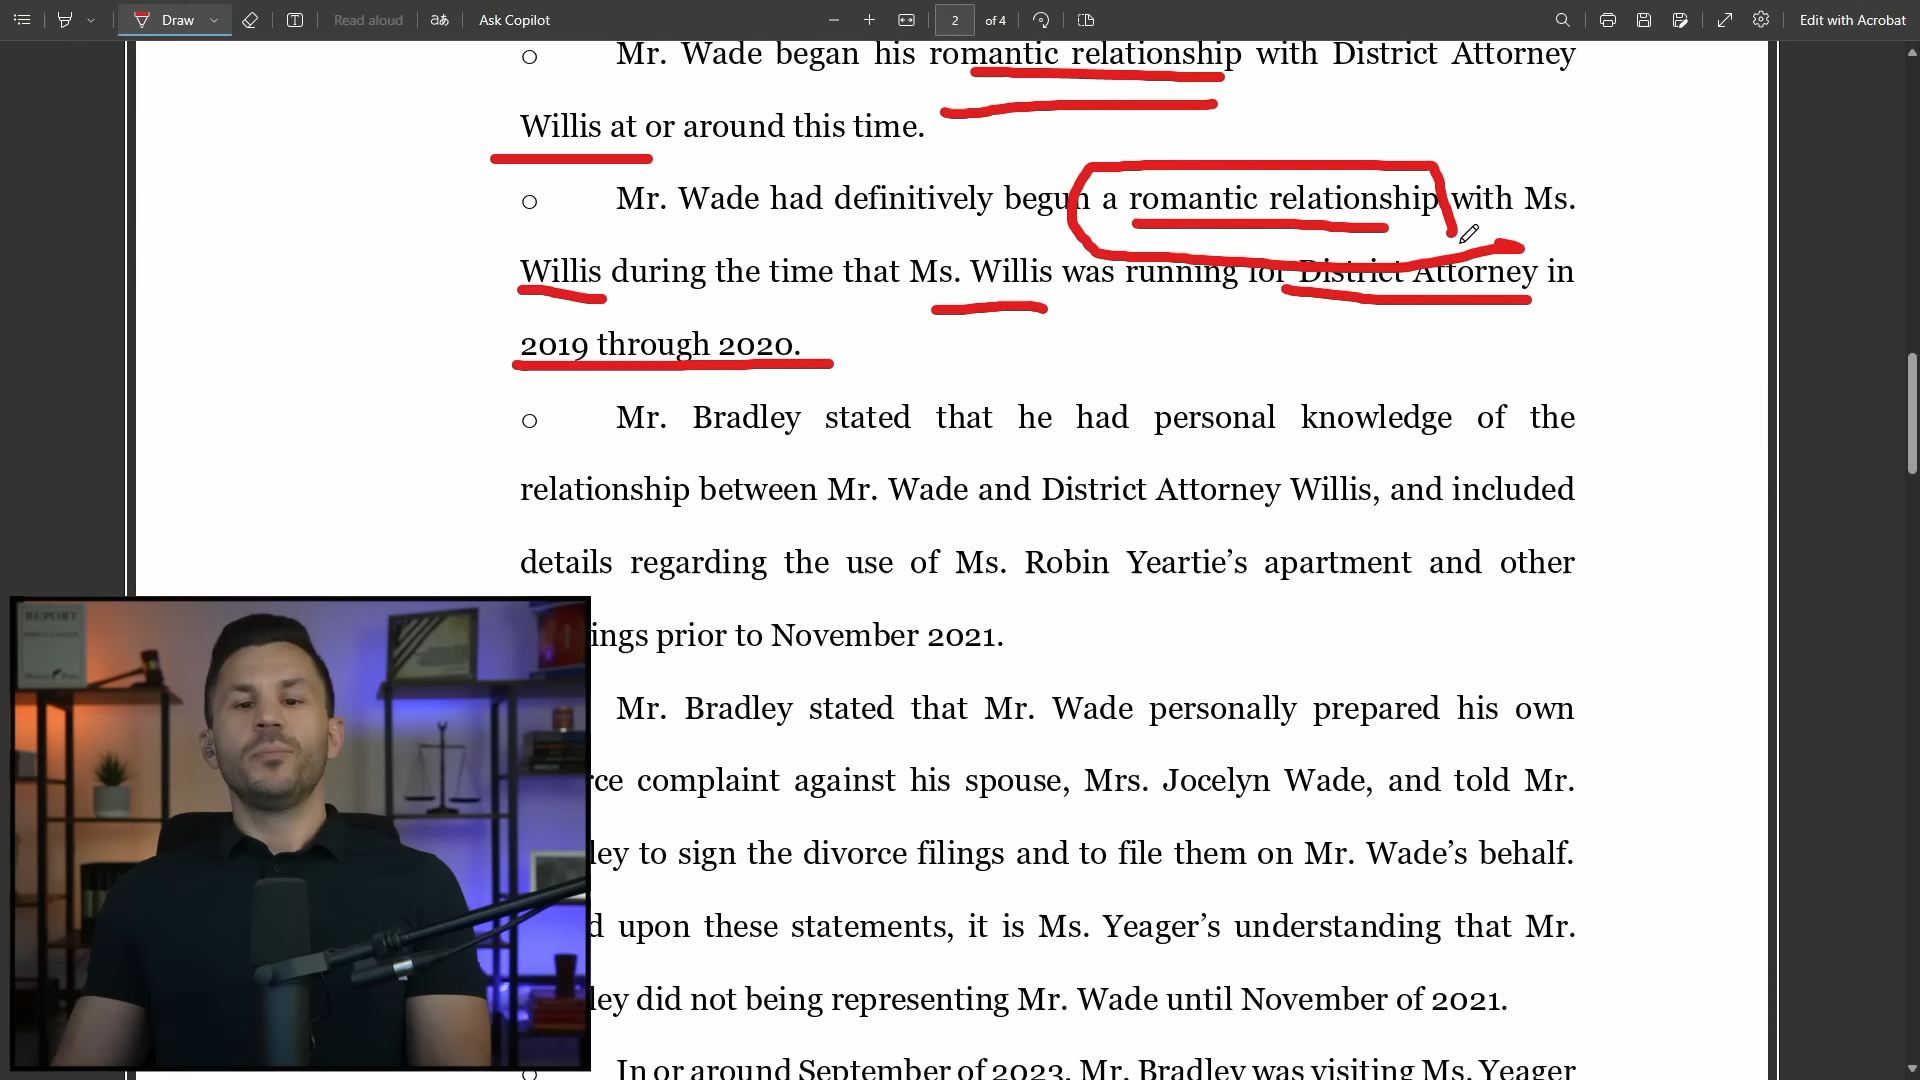 Draw
Read aloud
aあ
Ask Copilot
2
of 4
Edit with Acrobat
o Mr. Wade began his romantic relationship with District Attorney
Willis at or around this time.
o Mr. Wade had definitively begun a romantic relationship with Ms.
Willis during the time that Ms. Willis was running for District Attorney in
2019 through 2020.
o Mr. Bradley stated that he had personal knowledge of the
relationship between Mr. Wade and District Attorney Willis, and included
details regarding the use of Ms. Robin Yeartie’s apartment and other
ings prior to November 2021.
Mr. Bradley stated that Mr. Wade personally prepared his own
rce complaint against his spouse, Mrs. Jocelyn Wade, and told Mr.
ley to sign the divorce filings and to file them on Mr. Wade’s behalf.
d upon these statements, it is Ms. Yeager’s understanding that Mr.
ley did not being representing Mr. Wade until November of 2021.
o In or around September of 2023, Mr. Bradley was visiting Ms. Yeager
REPORT